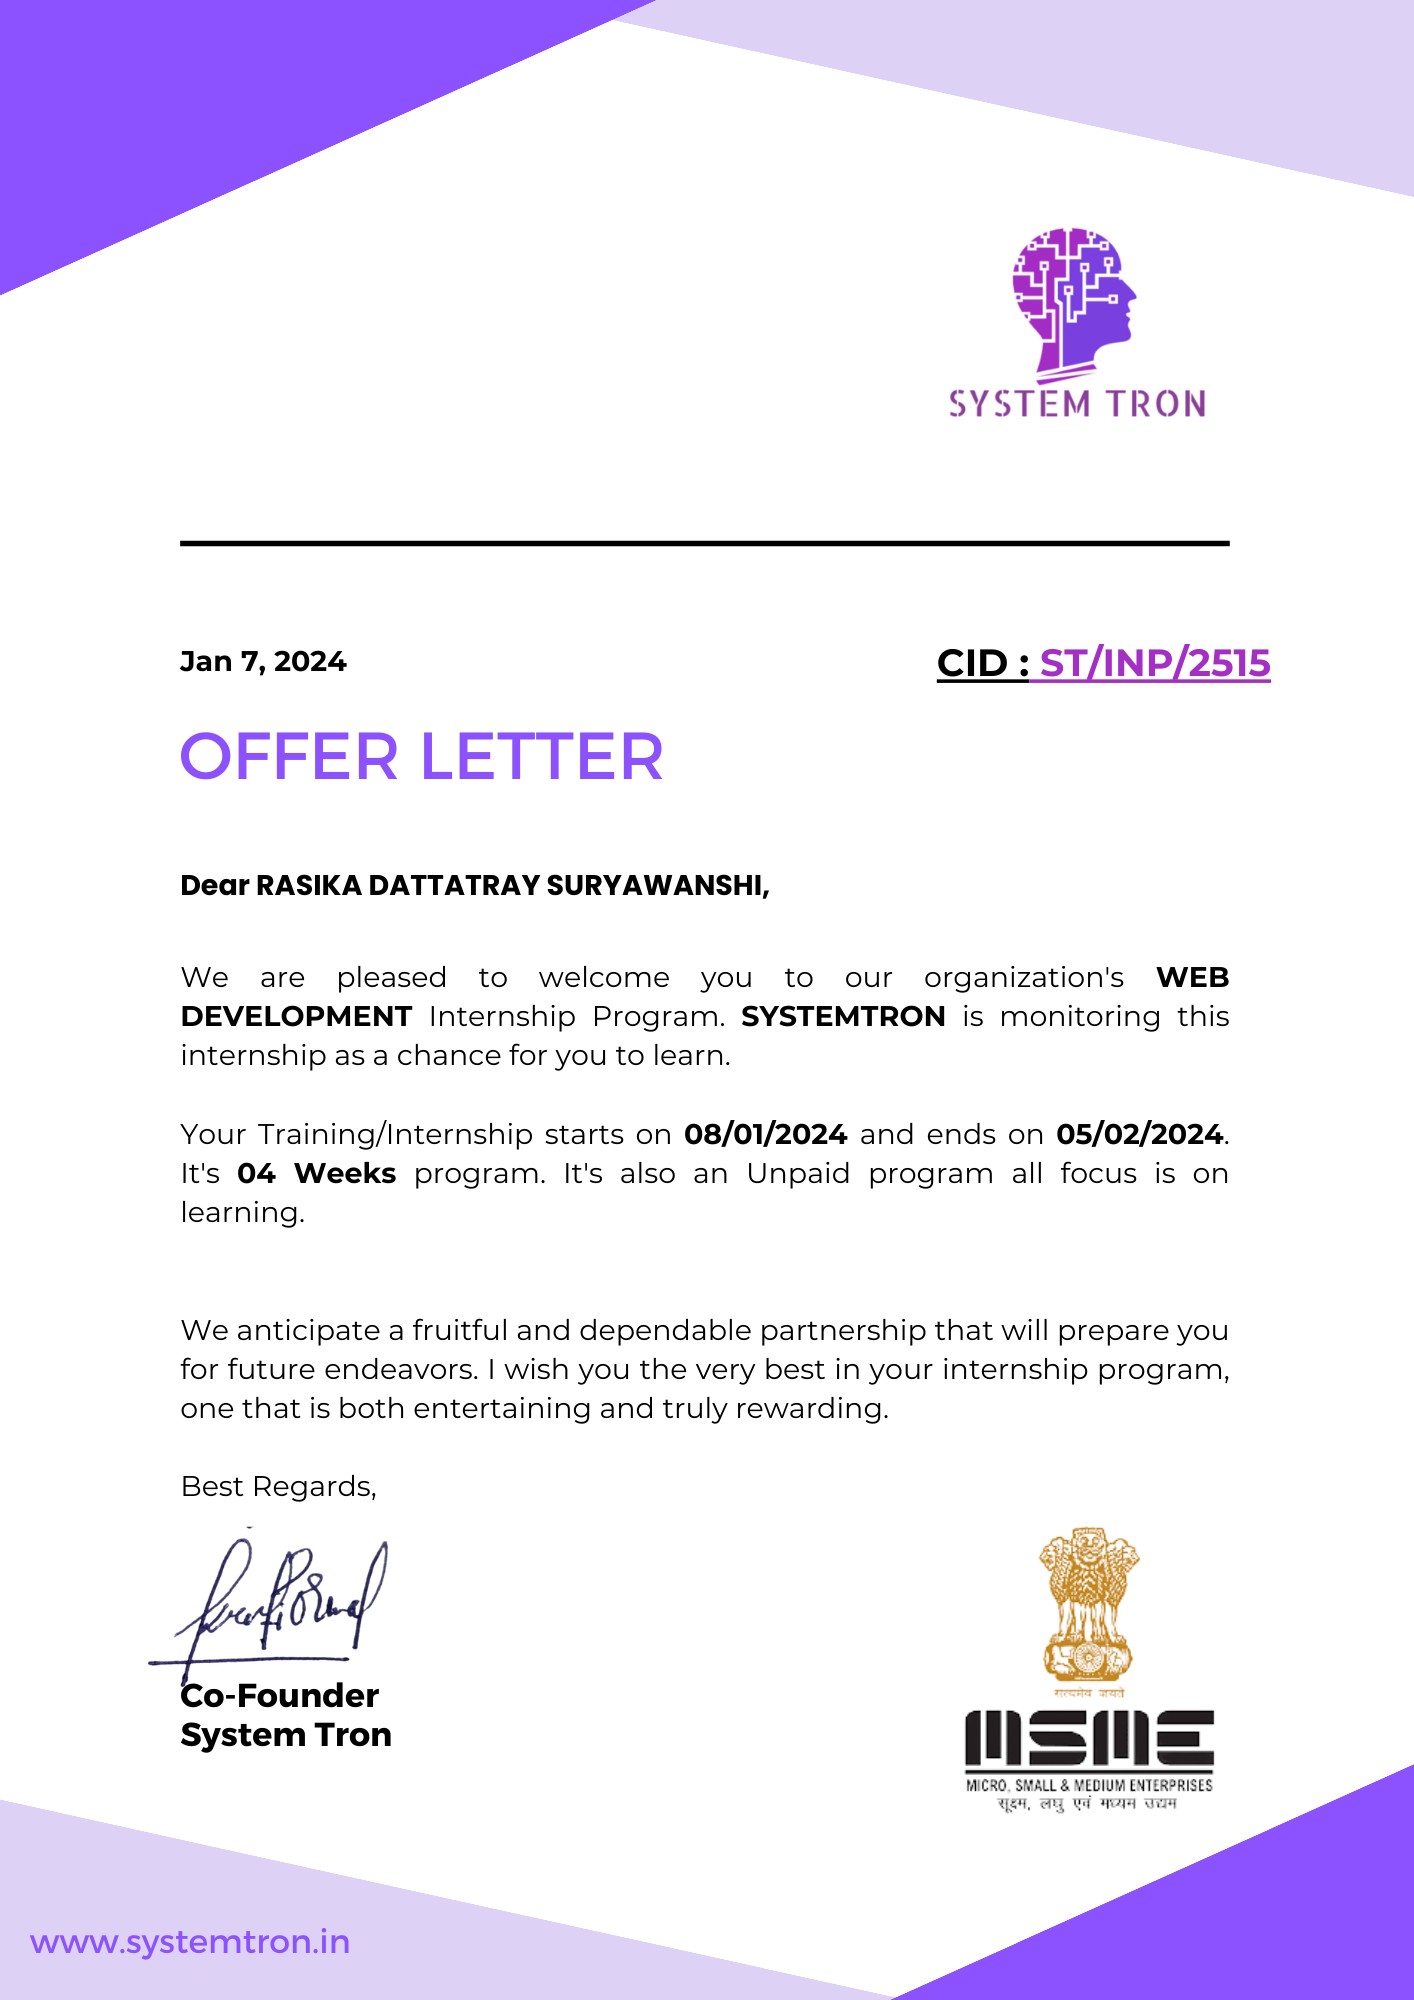 SYSTEM TRON
Jan 7, 2024
CID : ST/INP/2515
OFFER LETTER
Dear RASIKA DATTATRAY SURYAWANSHI,
We are pleased to welcome you to our organization's WEB
DEVELOPMENT Internship Program. SYSTEMTRON is monitoring this
internship as a chance for you to learn.
Your Training/Internship starts on 08/01/2024 and ends on 05/02/2024.
It's 04 Weeks program. It's also an Unpaid program all focus is on
learning.
We anticipate a fruitful and dependable partnership that will prepare you
for future endeavors. I wish you the very best in your internship program,
one that is both entertaining and truly rewarding.
Best Regards,
Co-Founder
System Tron
सत्यमेव जयते
MSME
MICRO, SMALL & MEDIUM ENTERPRISES
सूक्ष्म, लघु एवं मध्यम उद्यम
www.systemtron.in